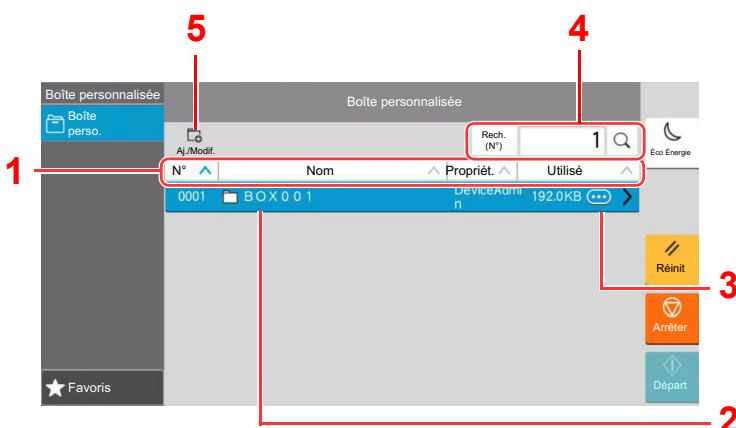 5
4
Boîte personnalisée
Boîte personnalisée
Boîte
perso.
Aj./Modif.
Rech.
(N°)
1
Éco Énergie
1
N° Nom Propriét. Utilisé
0001 BOX001 DeviceAdmi
n
192.0KB
Réinit
3
Arrêter
Favoris
Départ
2